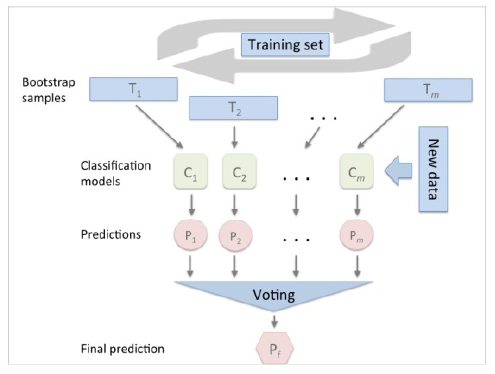 Training set
Bootstrap
samples
T1
T2
Tm
. . .
New data
Classification
models
C1
C2
. . .
Cm
Predictions
P1
P2
. . .
Pm
Voting
Final prediction
Pf